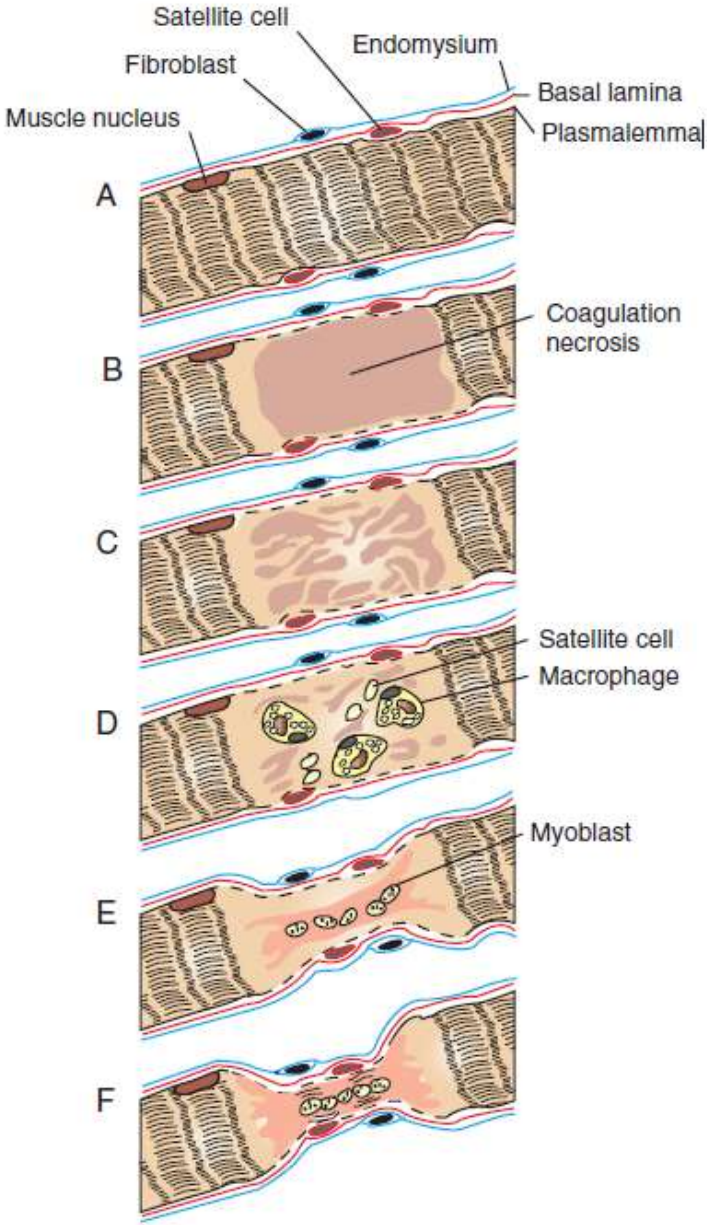 Satellite cell
Endomysium
Fibroblast
Basal lamina
Muscle nucleus
Plasmalemma
A
Coagulation
necrosis
B
C
Satellite cell
Macrophage
D
Myoblast
E
F